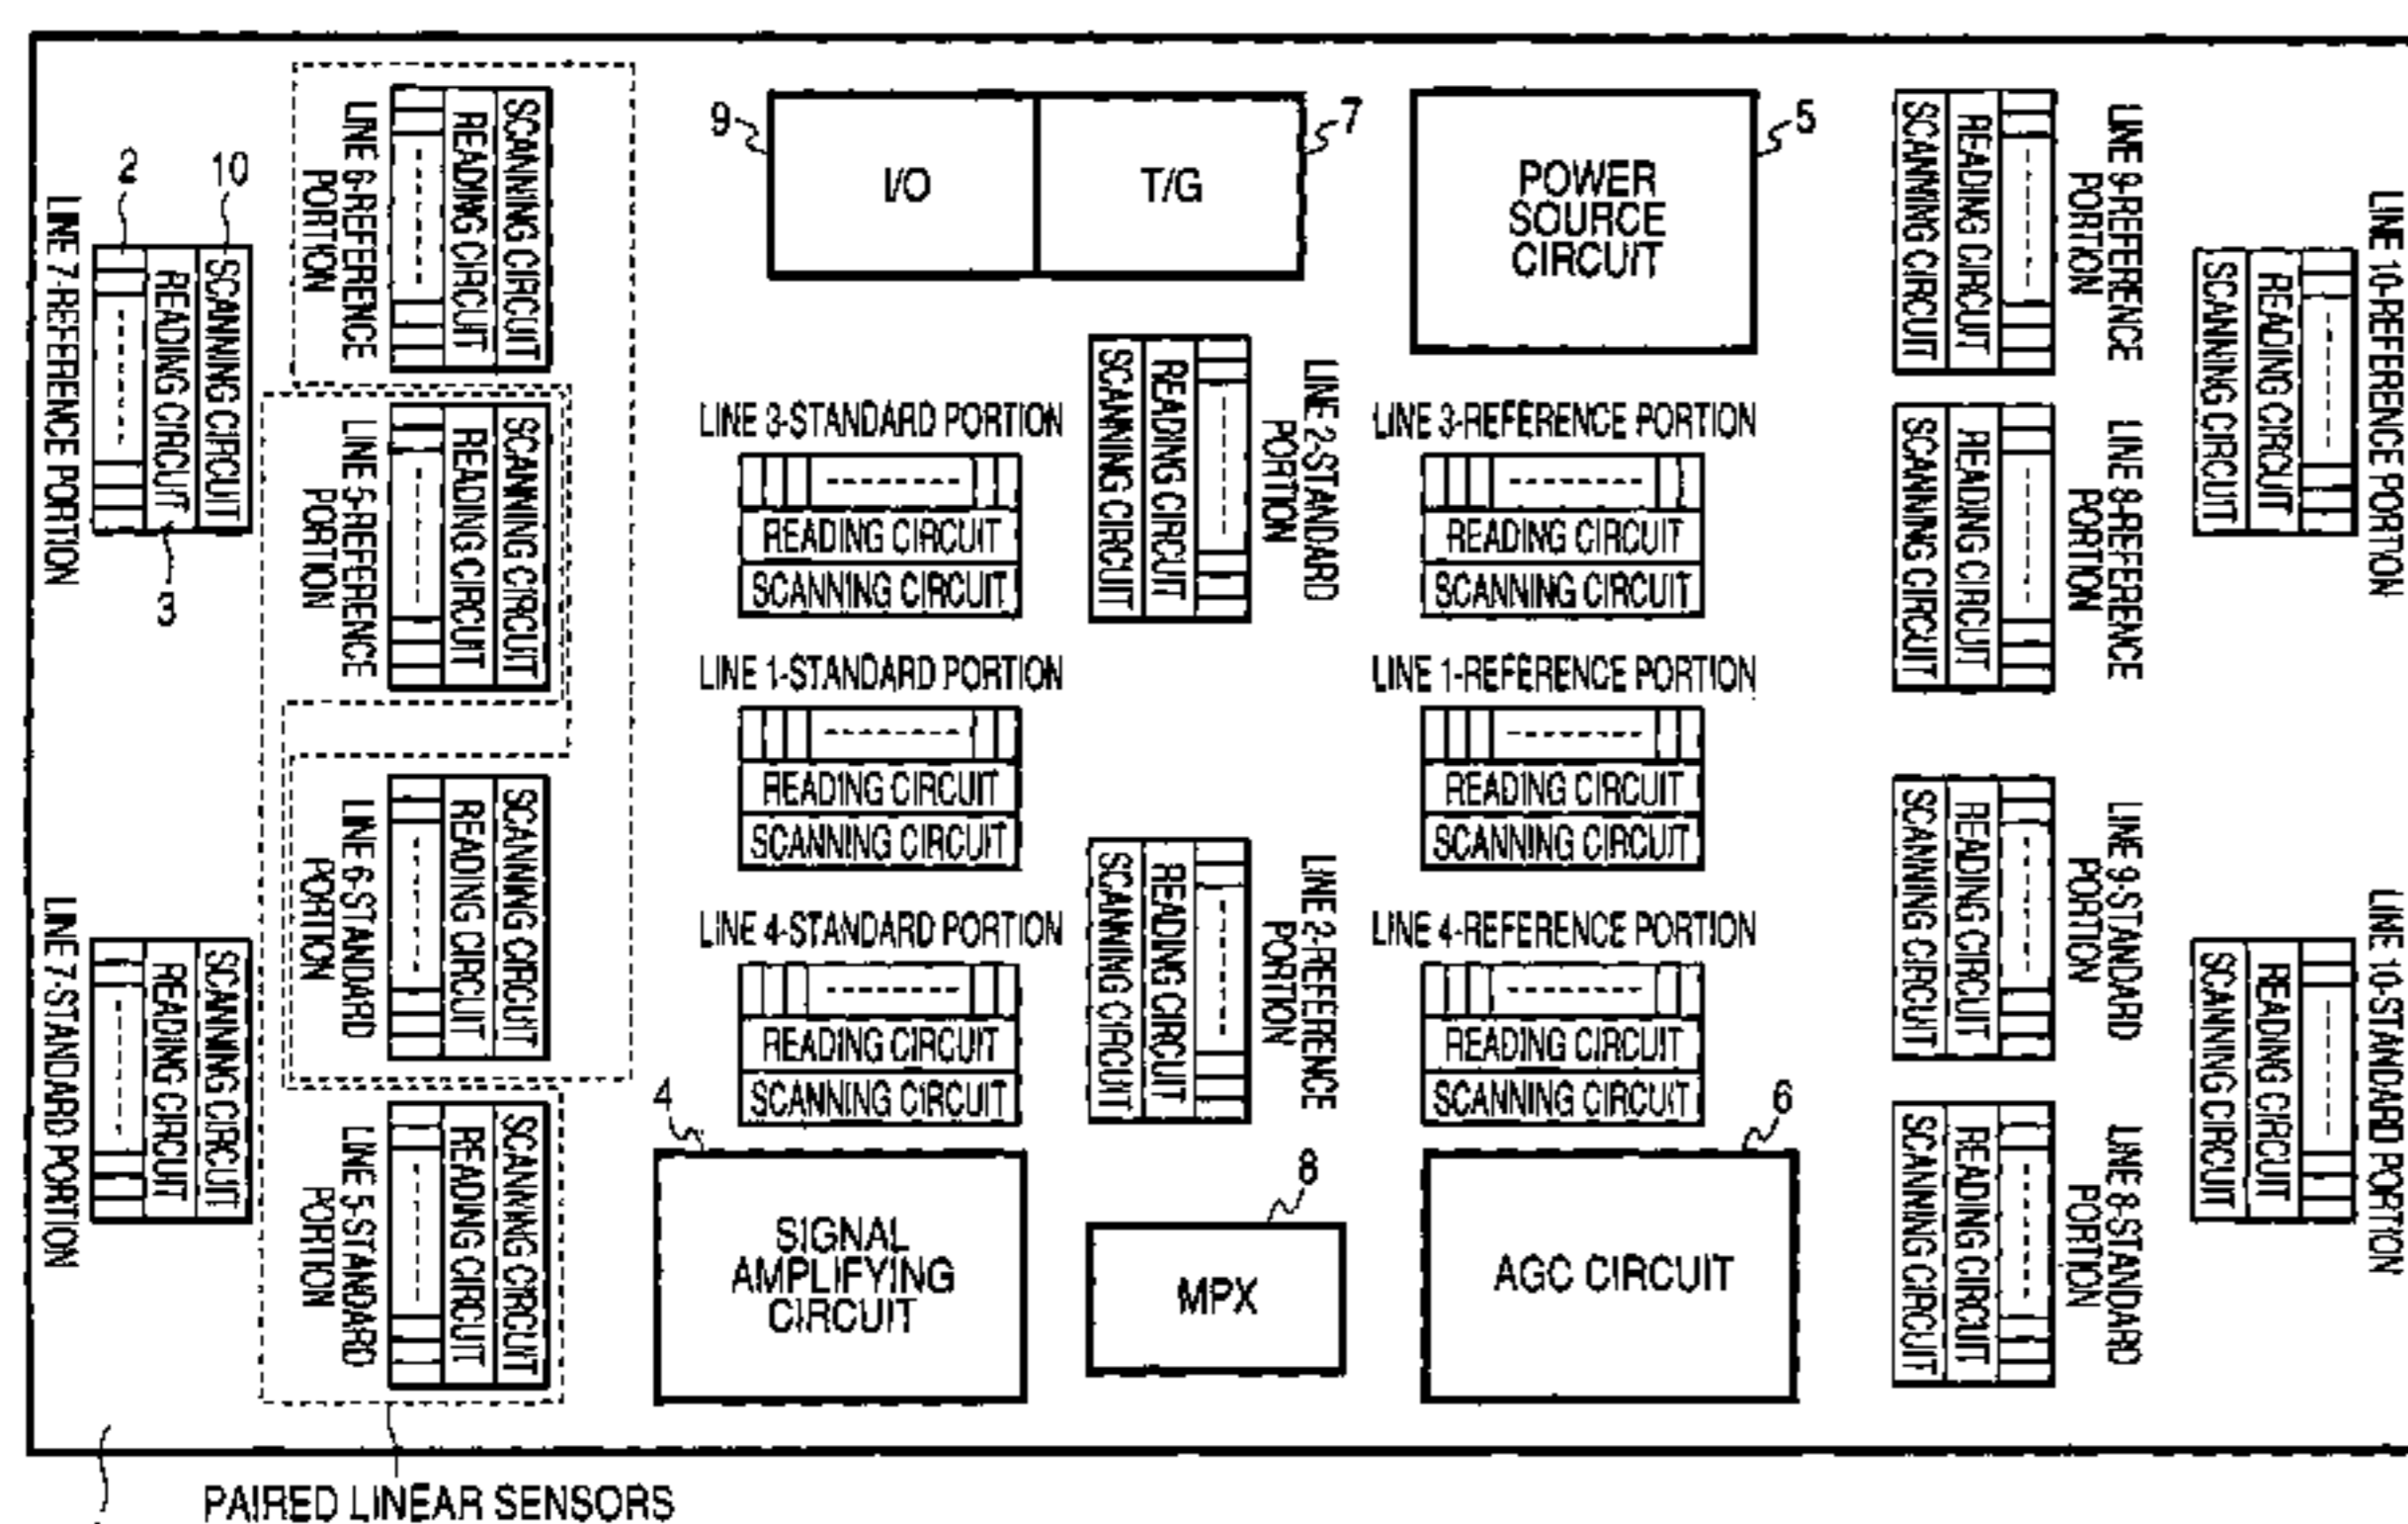 LINE 7-REFERENCE PORTION
2
10
READING CIRCUIT
SCANNING CIRCUIT
3
LINE 7-STANDARD PORTION
READING CIRCUIT
SCANNING CIRCUIT
LINE 6-REFERENCE
PORTION
READING CIRCUIT
SCANNING CIRCUIT
LINE 5-REFERENCE
PORTION
READING CIRCUIT
SCANNING CIRCUIT
LINE 6-STANDARD
PORTION
READING CIRCUIT
SCANNING CIRCUIT
LINE 5-STANDARD
PORTION
READING CIRCUIT
SCANNING CIRCUIT
9
I/O
T/G
7
POWER
SOURCE
CIRCUIT
5
LINE 3-STANDARD PORTION
READING CIRCUIT
SCANNING CIRCUIT
LINE 1-STANDARD PORTION
READING CIRCUIT
SCANNING CIRCUIT
LINE 4-STANDARD PORTION
READING CIRCUIT
SCANNING CIRCUIT
LINE 2-STANDARD
PORTION
READING CIRCUIT
SCANNING CIRCUIT
LINE 2-REFERENCE
PORTION
READING CIRCUIT
SCANNING CIRCUIT
LINE 3-REFERENCE PORTION
READING CIRCUIT
SCANNING CIRCUIT
LINE 1-REFERENCE PORTION
READING CIRCUIT
SCANNING CIRCUIT
LINE 4-REFERENCE PORTION
READING CIRCUIT
SCANNING CIRCUIT
4
SIGNAL
AMPLIFYING
CIRCUIT
8
MPX
6
AGC CIRCUIT
LINE 9-REFERENCE
PORTION
READING CIRCUIT
SCANNING CIRCUIT
LINE 8-REFERENCE
PORTION
READING CIRCUIT
SCANNING CIRCUIT
LINE 9-STANDARD
PORTION
READING CIRCUIT
SCANNING CIRCUIT
LINE 8-STANDARD
PORTION
READING CIRCUIT
SCANNING CIRCUIT
LINE 10-REFERENCE PORTION
READING CIRCUIT
SCANNING CIRCUIT
LINE 10-STANDARD PORTION
READING CIRCUIT
SCANNING CIRCUIT
PAIRED LINEAR SENSORS